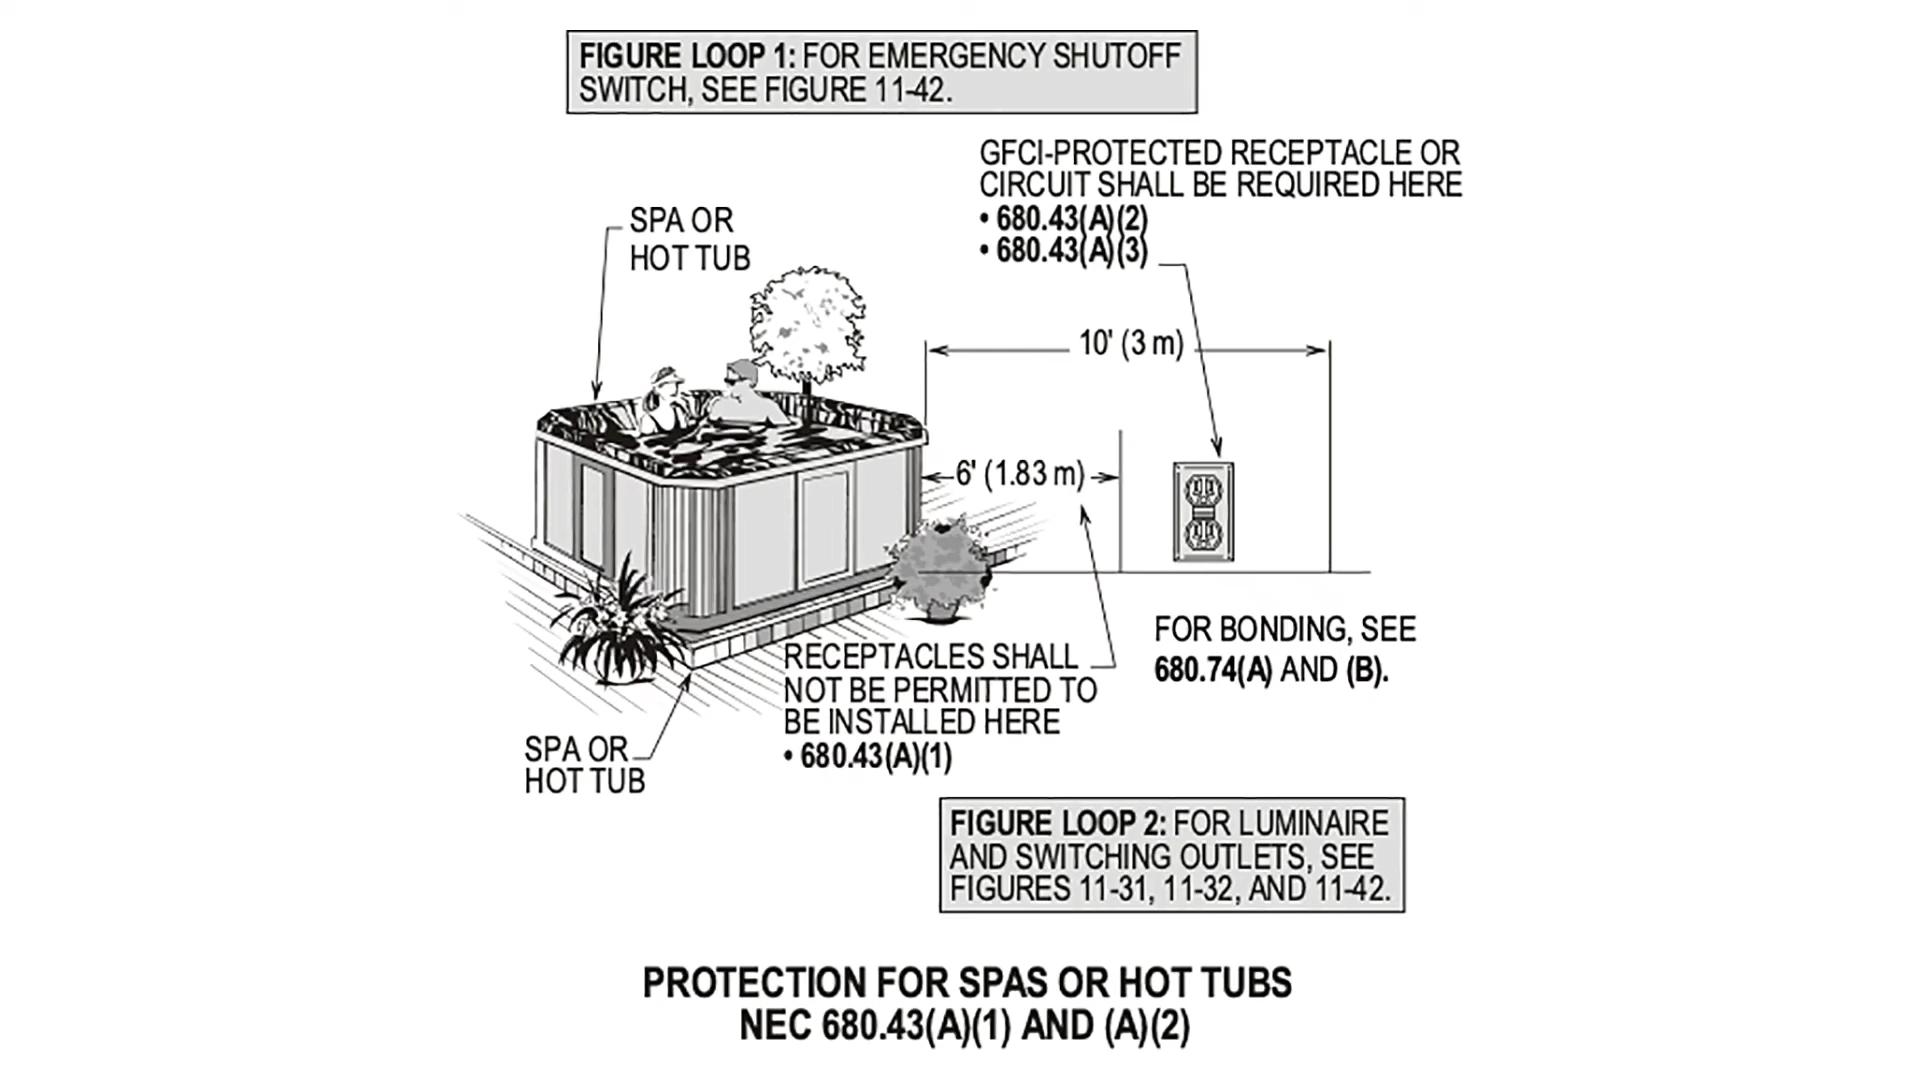 FIGURE LOOP 1: FOR EMERGENCY SHUTOFF
SWITCH, SEE FIGURE 11-42.
GFCI-PROTECTED RECEPTACLE OR
CIRCUIT SHALL BE REQUIRED HERE
• 680.43(A)(2)
• 680.43(A)(3)
SPA OR
HOT TUB
10' (3 m)
6' (1.83 m)
FOR BONDING, SEE
680.74(A) AND (B).
RECEPTACLES SHALL
NOT BE PERMITTED TO
BE INSTALLED HERE
• 680.43(A)(1)
SPA OR
HOT TUB
FIGURE LOOP 2: FOR LUMINAIRE
AND SWITCHING OUTLETS, SEE
FIGURES 11-31, 11-32, AND 11-42.
PROTECTION FOR SPAS OR HOT TUBS
NEC 680.43(A)(1) AND (A)(2)